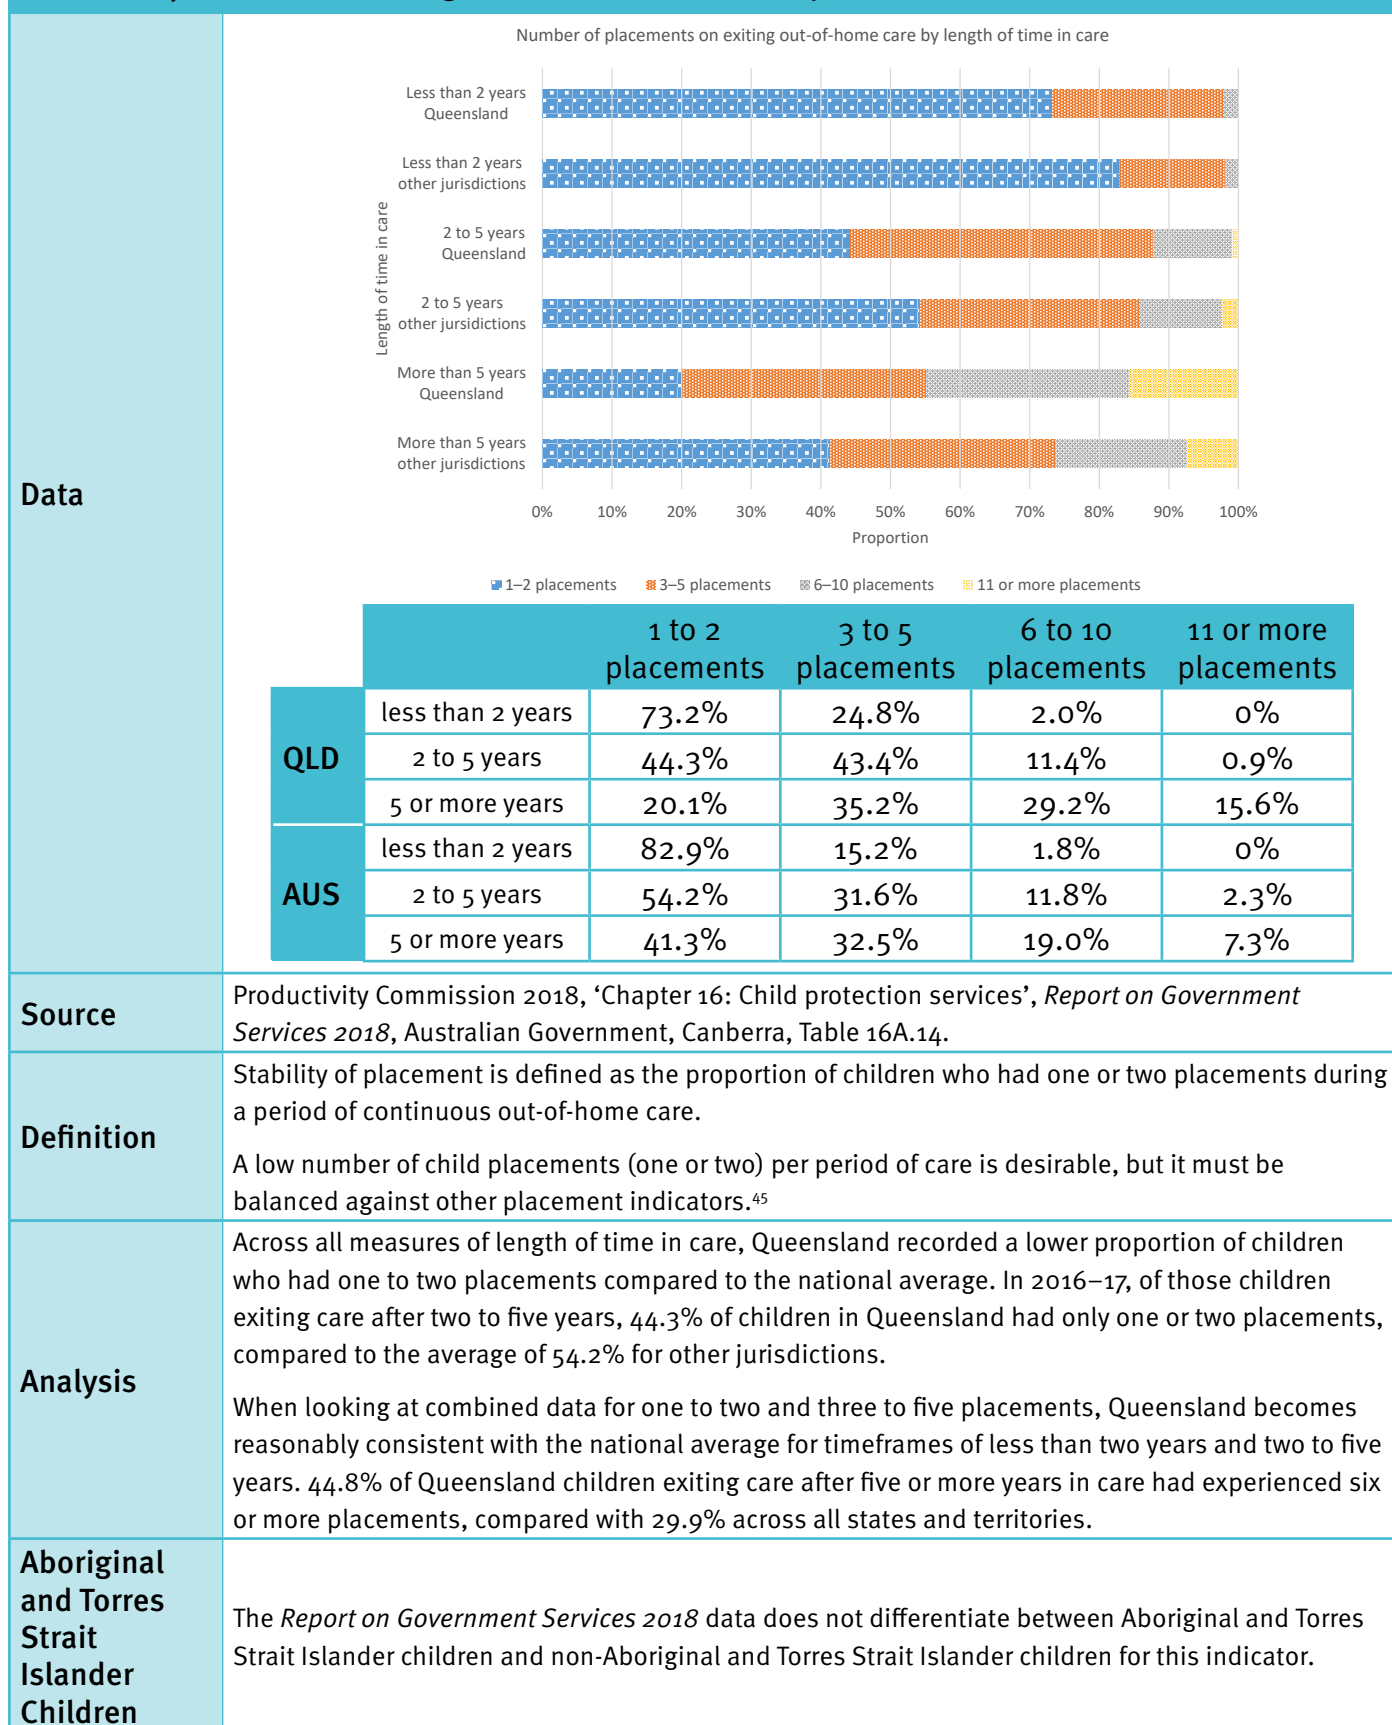 Data
Number of placements on exiting out-of-home care by length of time in care
Length of time in care
Less than 2 years
Queensland
Less than 2 years
other jurisdictions
2 to 5 years
Queensland
2 to 5 years
other jursidictions
More than 5 years
Queensland
More than 5 years
other jurisdictions
0% 10% 20% 30% 40% 50% 60% 70% 80% 90% 100%
Proportion
1–2 placements 3–5 placements 6–10 placements 11 or more placements
1 to 2 placements 3 to 5 placements 6 to 10 placements 11 or more placements
QLD
less than 2 years 73.2% 24.8% 2.0% 0%
2 to 5 years 44.3% 43.4% 11.4% 0.9%
5 or more years 20.1% 35.2% 29.2% 15.6%
AUS
less than 2 years 82.9% 15.2% 1.8% 0%
2 to 5 years 54.2% 31.6% 11.8% 2.3%
5 or more years 41.3% 32.5% 19.0% 7.3%
Source
Productivity Commission 2018, ‘Chapter 16: Child protection services’, Report on Government
Services 2018, Australian Government, Canberra, Table 16A.14.
Definition
Stability of placement is defined as the proportion of children who had one or two placements during
a period of continuous out-of-home care.
A low number of child placements (one or two) per period of care is desirable, but it must be
balanced against other placement indicators.45
Analysis
Across all measures of length of time in care, Queensland recorded a lower proportion of children
who had one to two placements compared to the national average. In 2016–17, of those children
exiting care after two to five years, 44.3% of children in Queensland had only one or two placements,
compared to the average of 54.2% for other jurisdictions.
When looking at combined data for one to two and three to five placements, Queensland becomes
reasonably consistent with the national average for timeframes of less than two years and two to five
years. 44.8% of Queensland children exiting care after five or more years in care had experienced six
or more placements, compared with 29.9% across all states and territories.
Aboriginal
and Torres
Strait
Islander
Children
The Report on Government Services 2018 data does not differentiate between Aboriginal and Torres
Strait Islander children and non-Aboriginal and Torres Strait Islander children for this indicator.